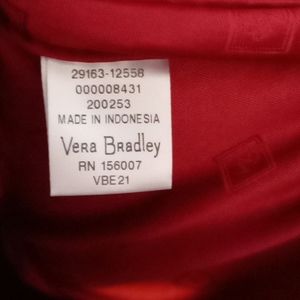 29163-12558
000008431
200253
MADE IN INDONESIA
Vera Bradley
RN 156007
VBE21